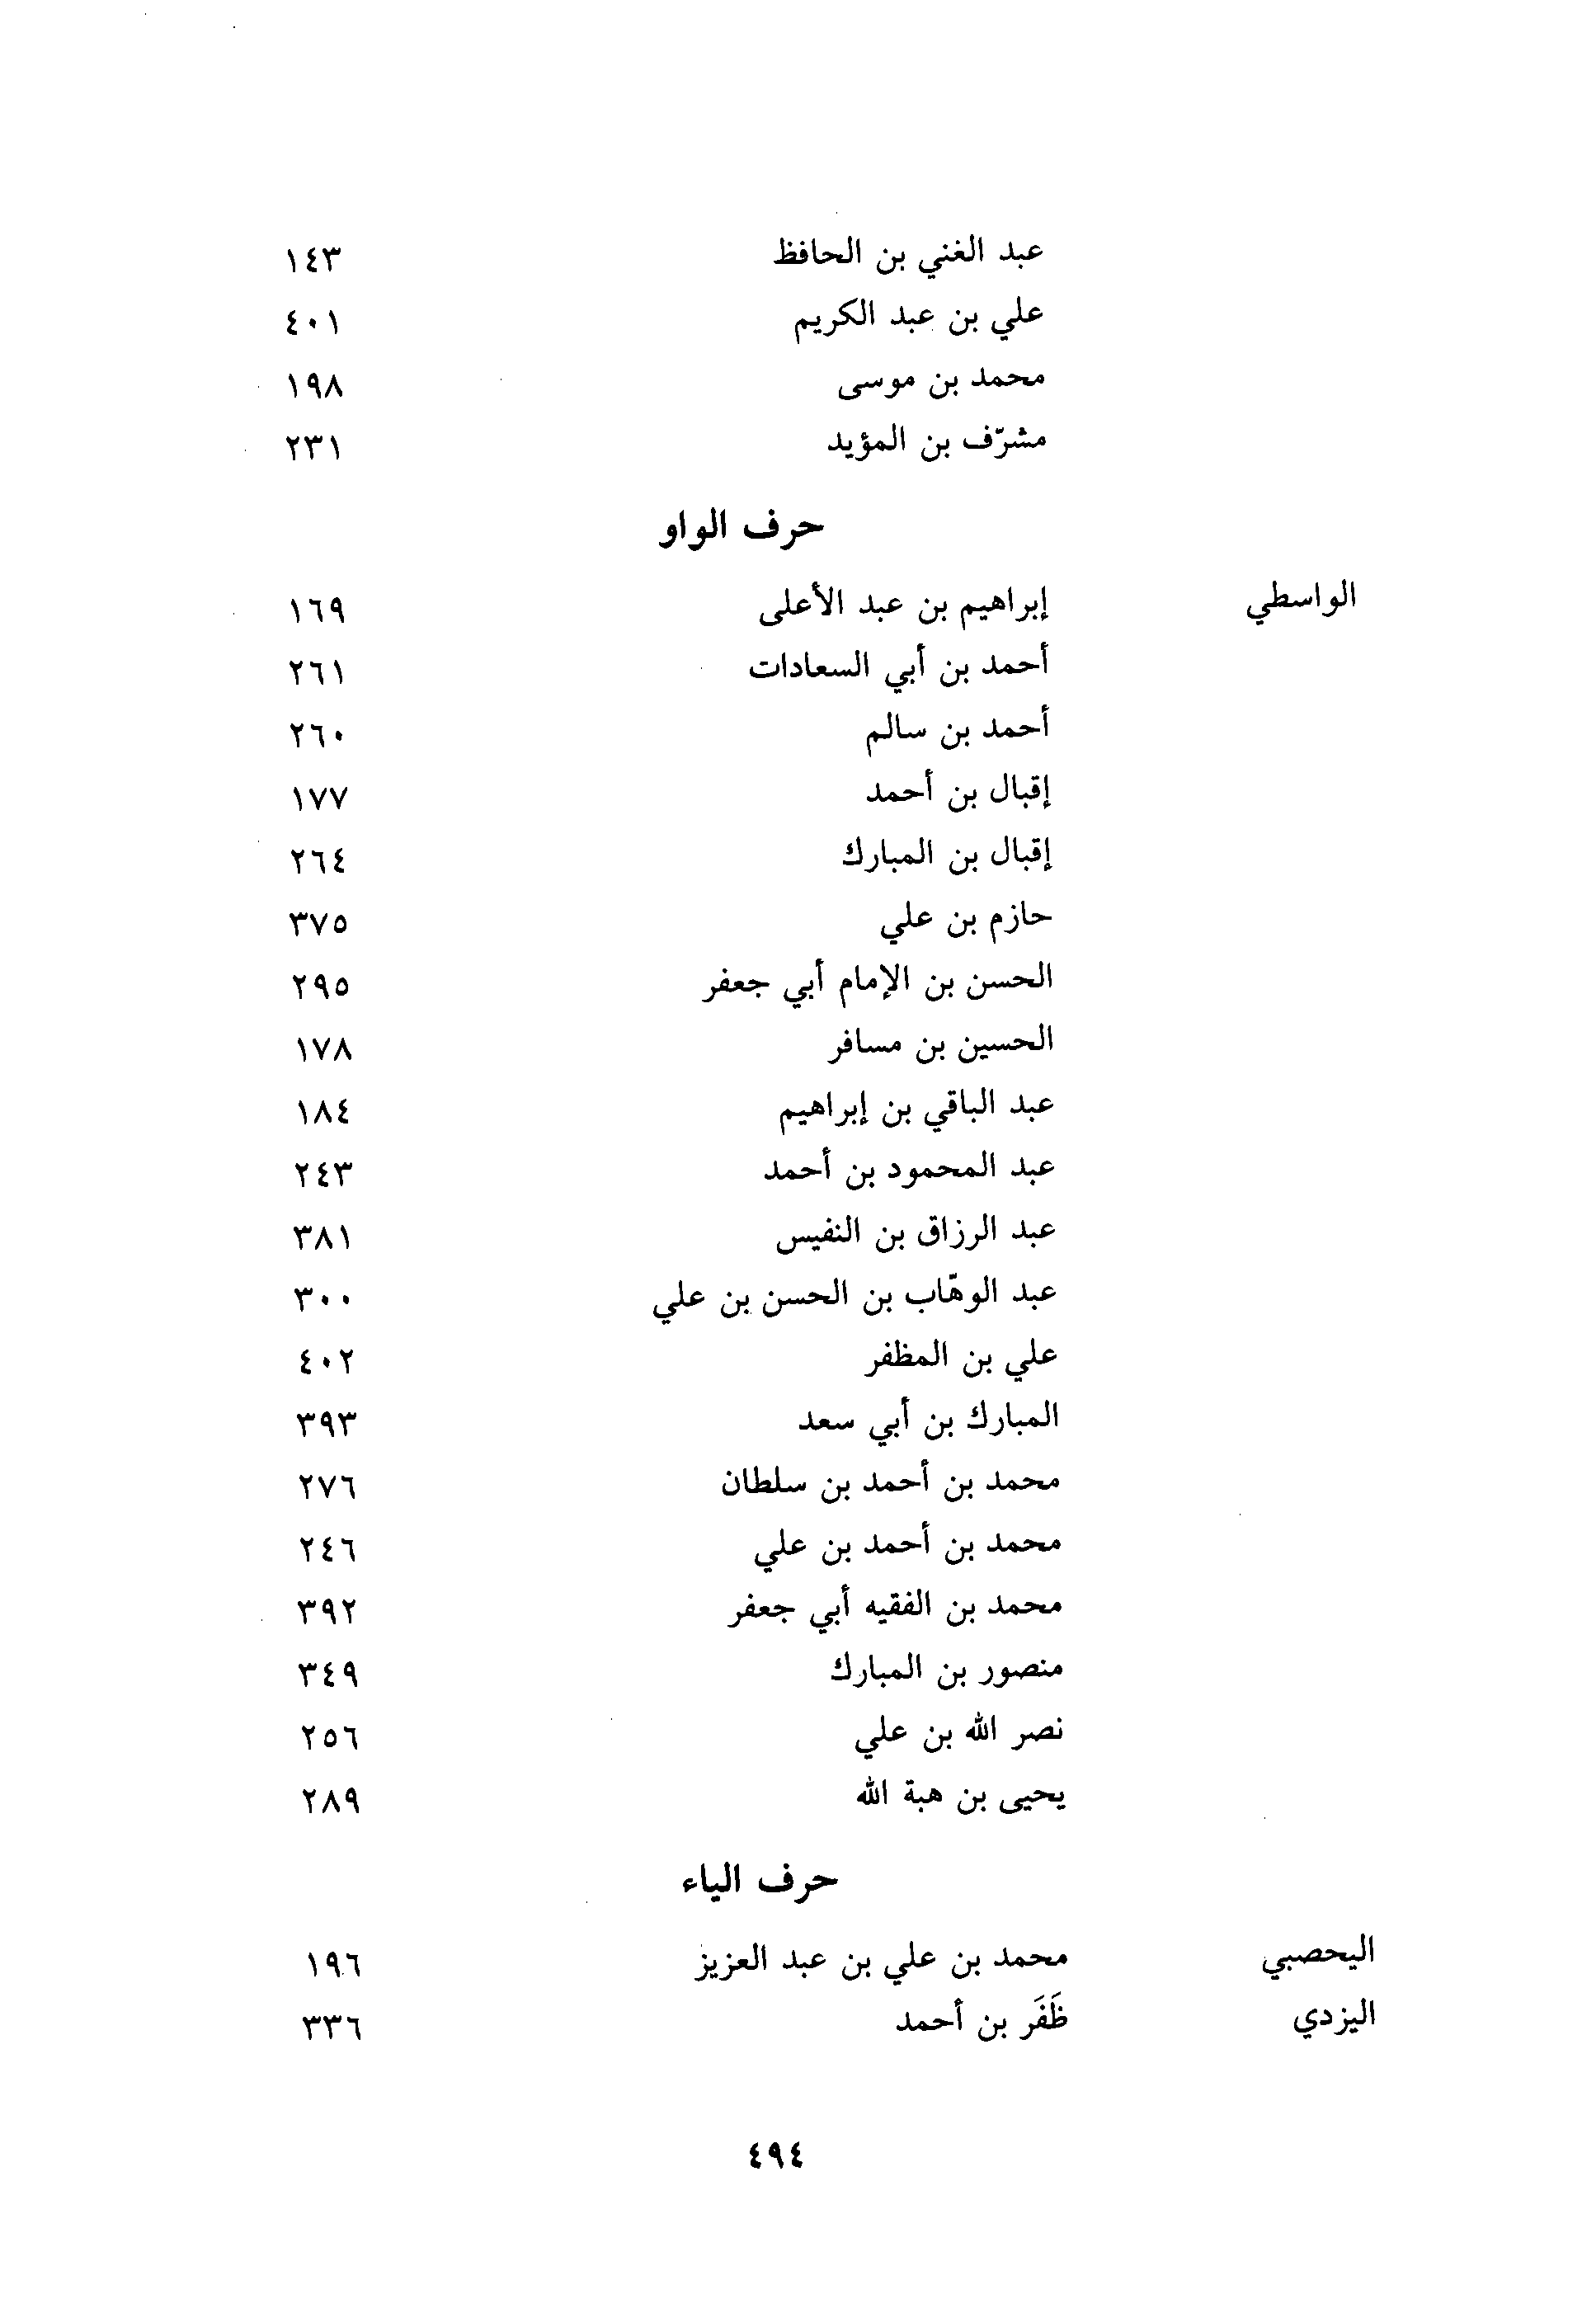 عبد الغني بن الحافظ ١٤٣
علي بن عبد الكريم ٤٠١
محمد بن موسى ١٩٨
مشرّف بن المؤيد ٢٣١
حرف الواو
الواسطي إبراهيم بن عبد الأعلى ١٦٩
أحمد بن أبي السعادات ٢٦١
أحمد بن سالم ٢٦٠
إقبال بن أحمد ١٧٧
إقبال بن المبارك ٢٦٤
حازم بن علي ٣٧٥
الحسن بن الإمام أبي جعفر ٢٩٥
الحسين بن مسافر ١٧٨
عبد الباقي بن إبراهيم ١٨٤
عبد المحمود بن أحمد ٢٤٣
عبد الرزاق بن النفيس ٣٨١
عبد الوهّاب بن الحسن بن علي ٣٠٠
علي بن المظفر ٤٠٢
المبارك بن أبي سعد ٣٩٣
محمد بن أحمد بن سلطان ٢٧٦
محمد بن أحمد بن علي ٢٤٦
محمد بن الفقيه أبي جعفر ٣٩٢
منصور بن المبارك ٣٤٩
نصر الله بن علي ٢٥٦
يحيى بن هبة الله ٢٨٩
حرف الياء
اليحصبي محمد بن علي بن عبد العزيز ١٩٦
اليزدي ظَفَر بن أحمد ٣٣٦
٤٩٤